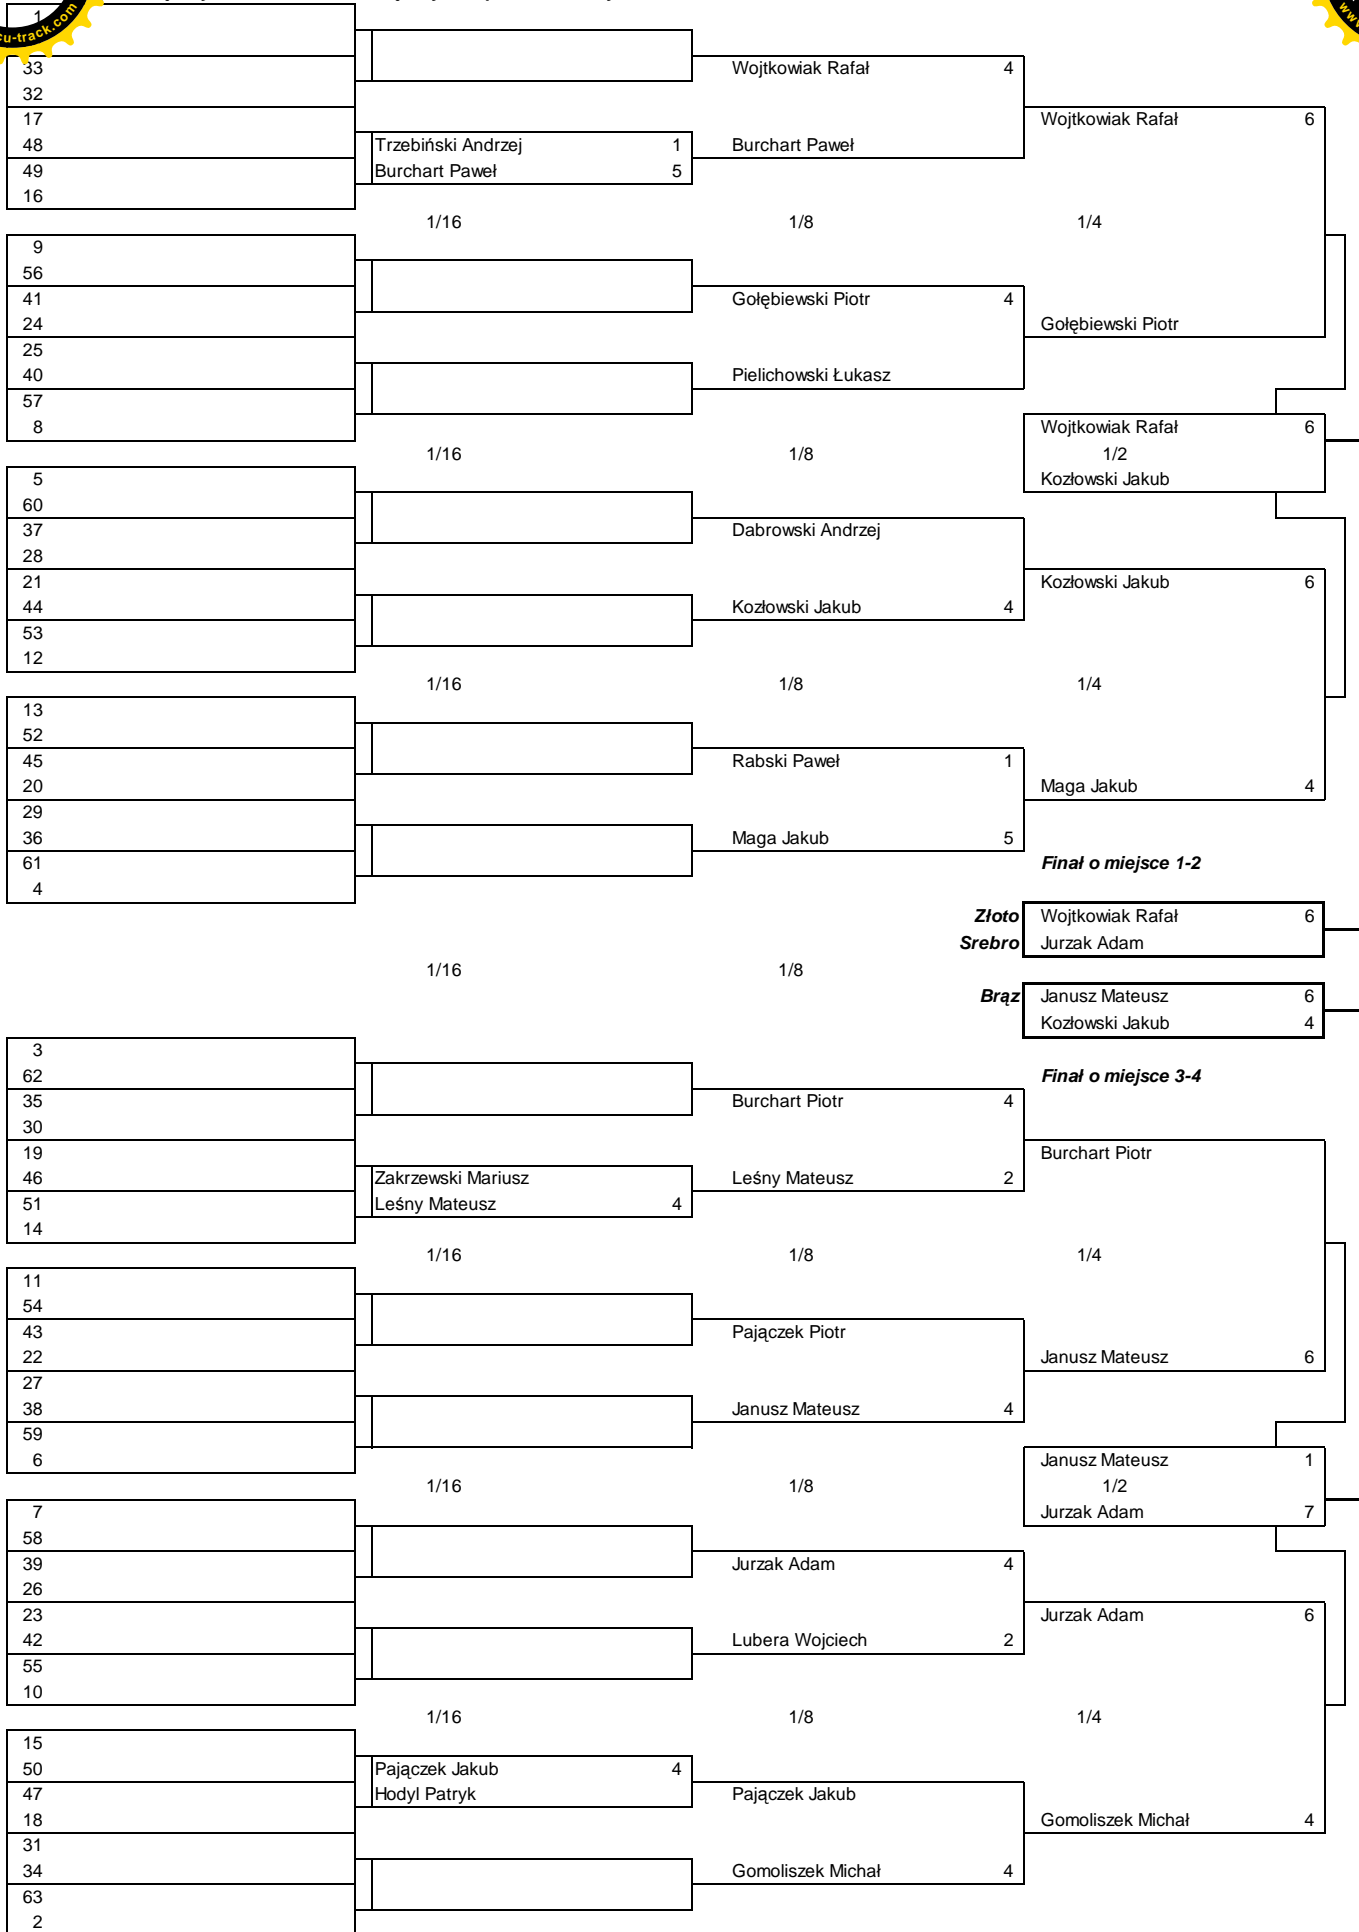 1
cu-track.com
33
Wojtkowiak Rafał 4
32
17
Wojtkowiak Rafał 6
48
Trzebiński Andrzej 1
Burchart Paweł
49
Burchart Paweł 5
16
1/16 1/8 1/4
9
56
41
Gołębiewski Piotr 4
24
Gołębiewski Piotr
25
40
Pielichowski Łukasz
57
8
Wojtkowiak Rafał 6
1/16 1/8 1/2
5
Kozłowski Jakub
60
37
Dabrowski Andrzej
28
21
Kozłowski Jakub 6
44
Kozłowski Jakub 4
53
12
1/16 1/8 1/4
13
52
45
Rabski Paweł 1
20
Maga Jakub 4
29
36
Maga Jakub 5
61
Finał o miejsce 1-2
4
Złoto Wojtkowiak Rafał 6
Srebro Jurzak Adam
1/16 1/8
Brąz Janusz Mateusz 6
Kozłowski Jakub 4
3
62
Finał o miejsce 3-4
35
Burchart Piotr 4
30
19
Burchart Piotr
46
Zakrzewski Mariusz
Leśny Mateusz 2
51
Leśny Mateusz 4
14
1/16 1/8 1/4
11
54
43
Pajączek Piotr
22
Janusz Mateusz 6
27
38
Janusz Mateusz 4
59
6
Janusz Mateusz 1
1/16 1/8 1/2
7
Jurzak Adam 7
58
39
Jurzak Adam 4
26
23
Jurzak Adam 6
42
Lubera Wojciech 2
55
10
1/16 1/8 1/4
15
50
Pajączek Jakub 4
47
Hodyl Patryk
Pajączek Jakub
18
Gomoliszek Michał 4
31
34
Gomoliszek Michał 4
63
2